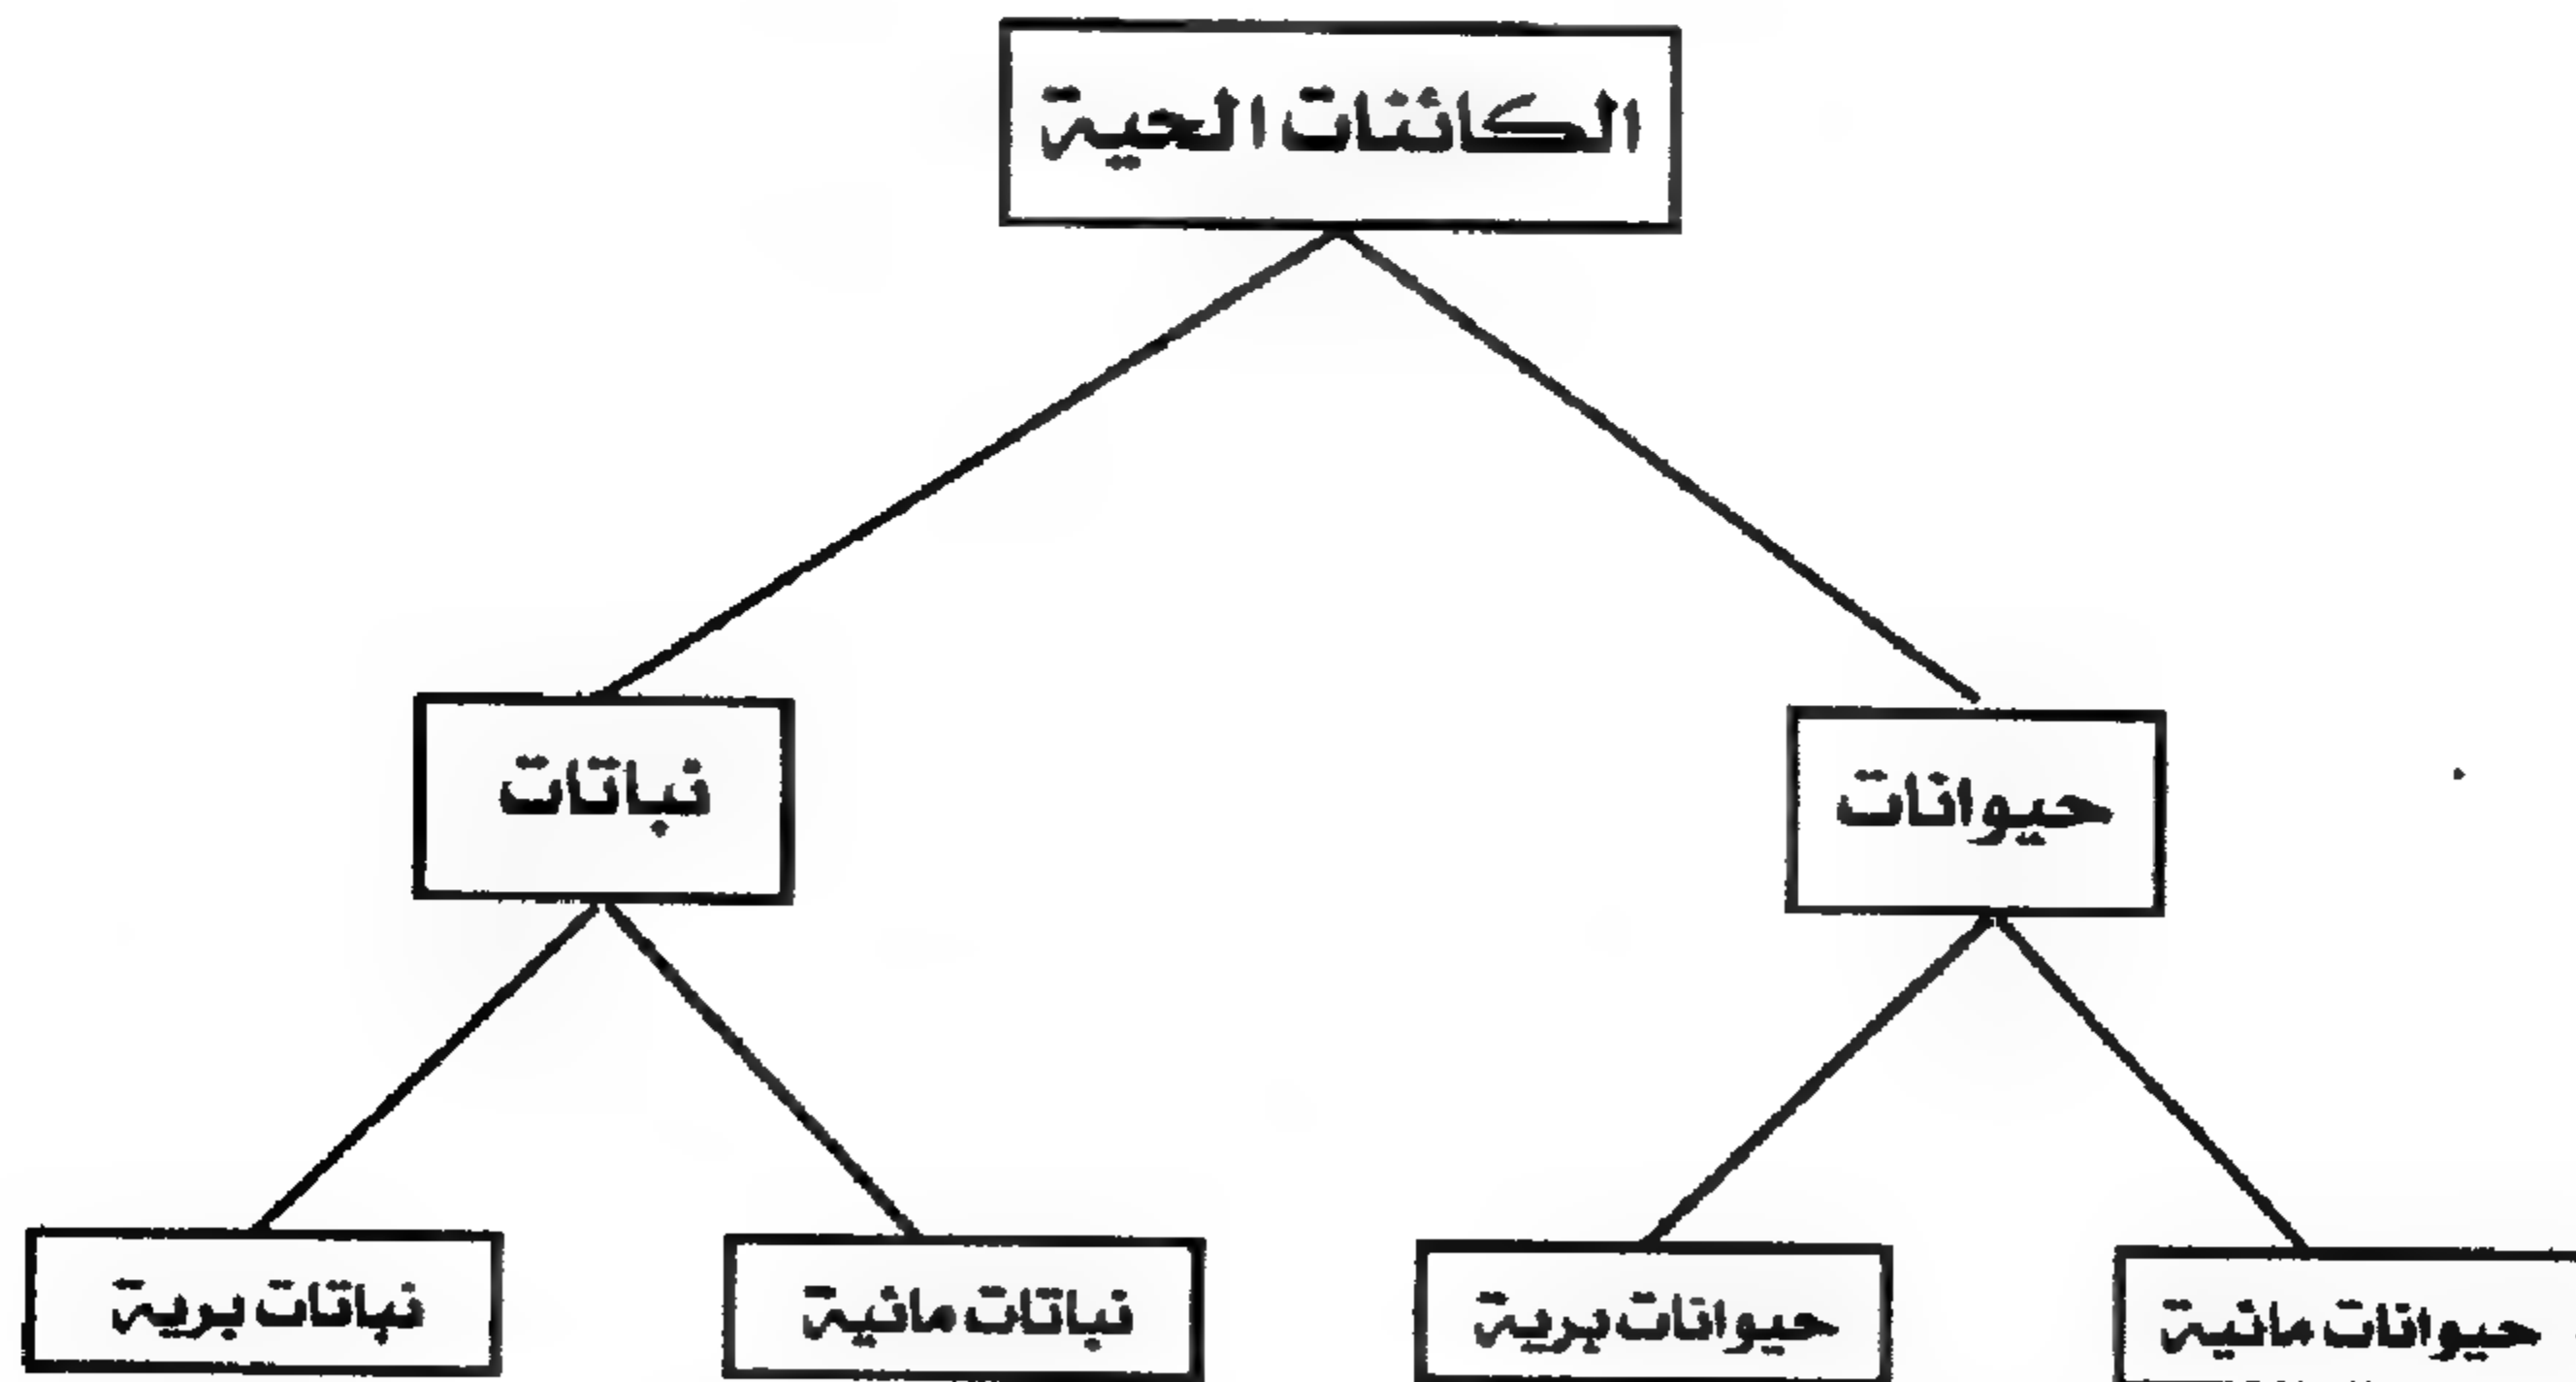 الكائنات الحية
حيوانات
نباتات
حيوانات مائية
حيوانات برية
نباتات مائية
نباتات برية